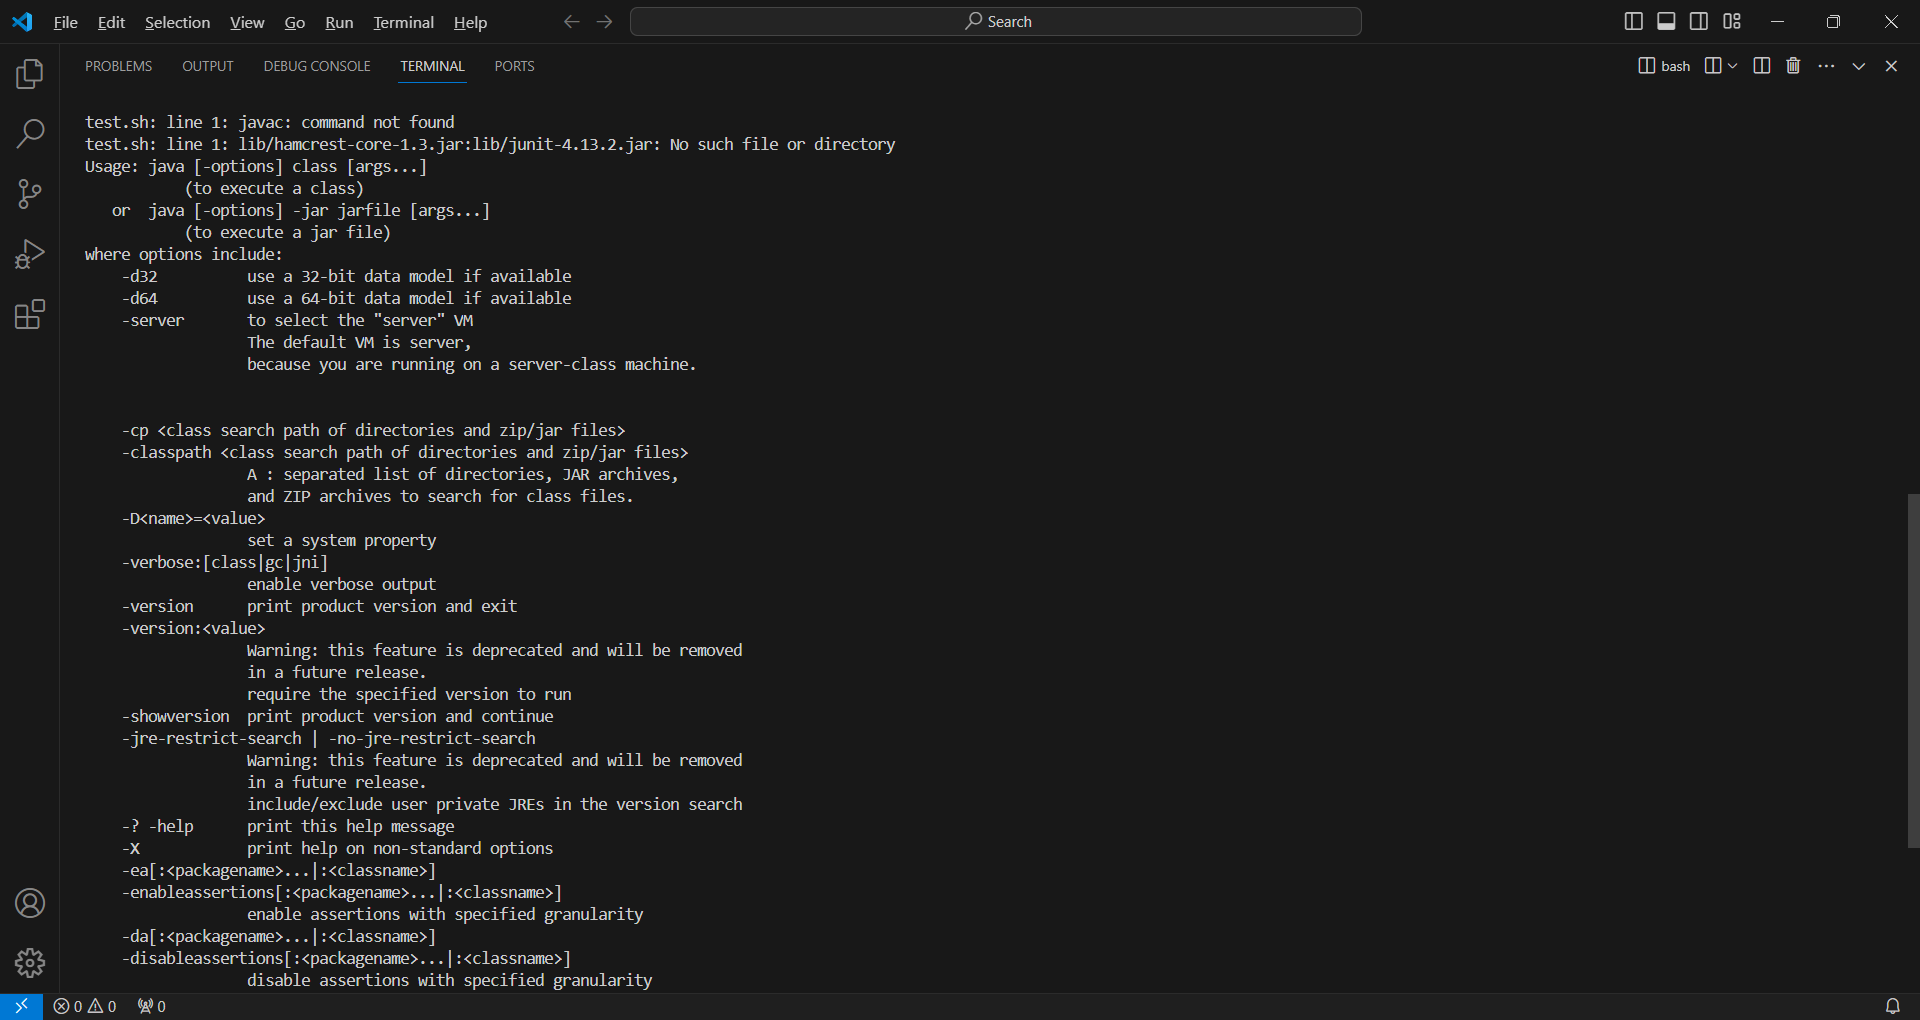 File Edit Selection View Go Run Terminal Help Search
PROBLEMS OUTPUT DEBUG CONSOLE TERMINAL PORTS bash
test.sh: line 1: javac: command not found
test.sh: line 1: lib/hamcrest-core-1.3.jar:lib/junit-4.13.2.jar: No such file or directory
Usage: java [-options] class [args...]
(to execute a class)
or java [-options] -jar jarfile [args...]
(to execute a jar file)
where options include:
-d32 use a 32-bit data model if available
-d64 use a 64-bit data model if available
-server to select the "server" VM
The default VM is server,
because you are running on a server-class machine.
-cp <class search path of directories and zip/jar files>
-classpath <class search path of directories and zip/jar files>
A : separated list of directories, JAR archives,
and ZIP archives to search for class files.
-D<name>=<value>
set a system property
-verbose:[class|gc|jni]
enable verbose output
-version print product version and exit
-version:<value>
Warning: this feature is deprecated and will be removed
in a future release.
require the specified version to run
-showversion print product version and continue
-jre-restrict-search | -no-jre-restrict-search
Warning: this feature is deprecated and will be removed
in a future release.
include/exclude user private JREs in the version search
-? -help print this help message
-X print help on non-standard options
-ea[:<packagename>...|:<classname>]
-enableassertions[:<packagename>...|:<classname>]
enable assertions with specified granularity
-da[:<packagename>...|:<classname>]
-disableassertions[:<packagename>...|:<classname>]
disable assertions with specified granularity
0 0 0